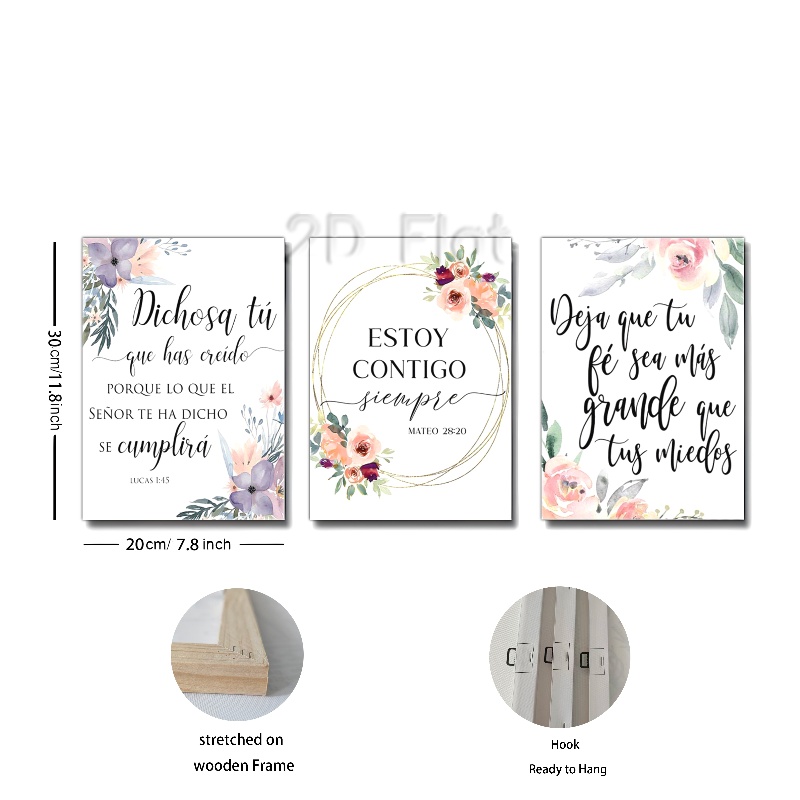 2D Flat
30cm/11.8inch
Dichosa tú
que has creído
PORQUE LO QUE EL
SEÑOR TE HA DICHO
SE cumplirá
LUCAS 1:45
ESTOY
CONTIGO
siempre
MATEO 28:20
Deja que tu
fé sea más
grande que
tus miedos
20cm/ 7.8 inch
stretched on
wooden Frame
Hook
Ready to Hang